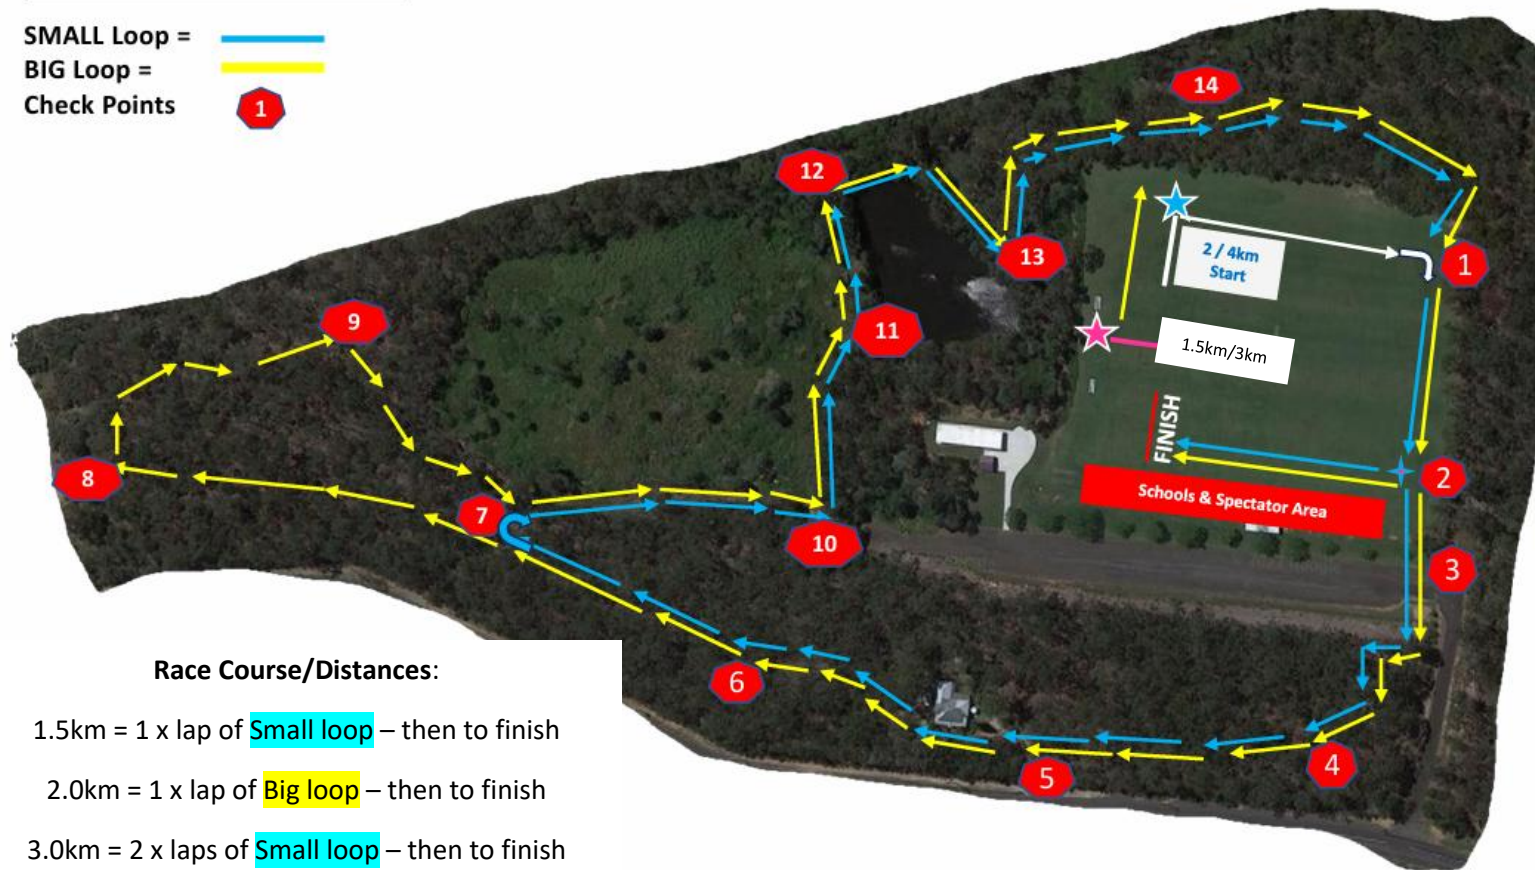 SMALL Loop =
BIG Loop =
Check Points
1
14
12
13
2 / 4km
Start
1
9
11
1.5km/3km
FINISH
8
2
7
Schools & Spectator Area
10
3
6
5
4
Race Course/Distances:
1.5km = 1 x lap of Small loop – then to finish
2.0km = 1 x lap of Big loop – then to finish
3.0km = 2 x laps of Small loop – then to finish